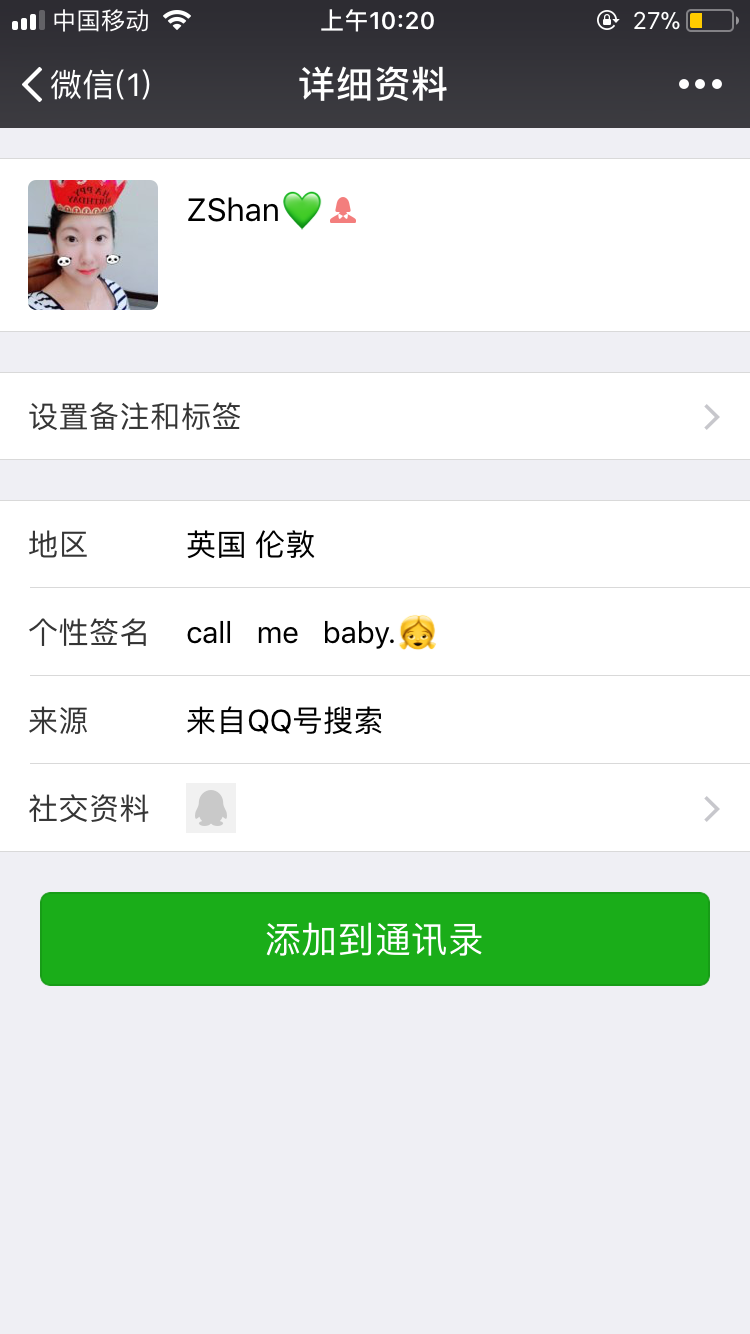 中国移动 上午10:20 27%
微信(1) 详细资料
ZShan💚
设置备注和标签
地区 英国 伦敦
个性签名 call me baby.👧
来源 来自QQ号搜索
社交资料
添加到通讯录